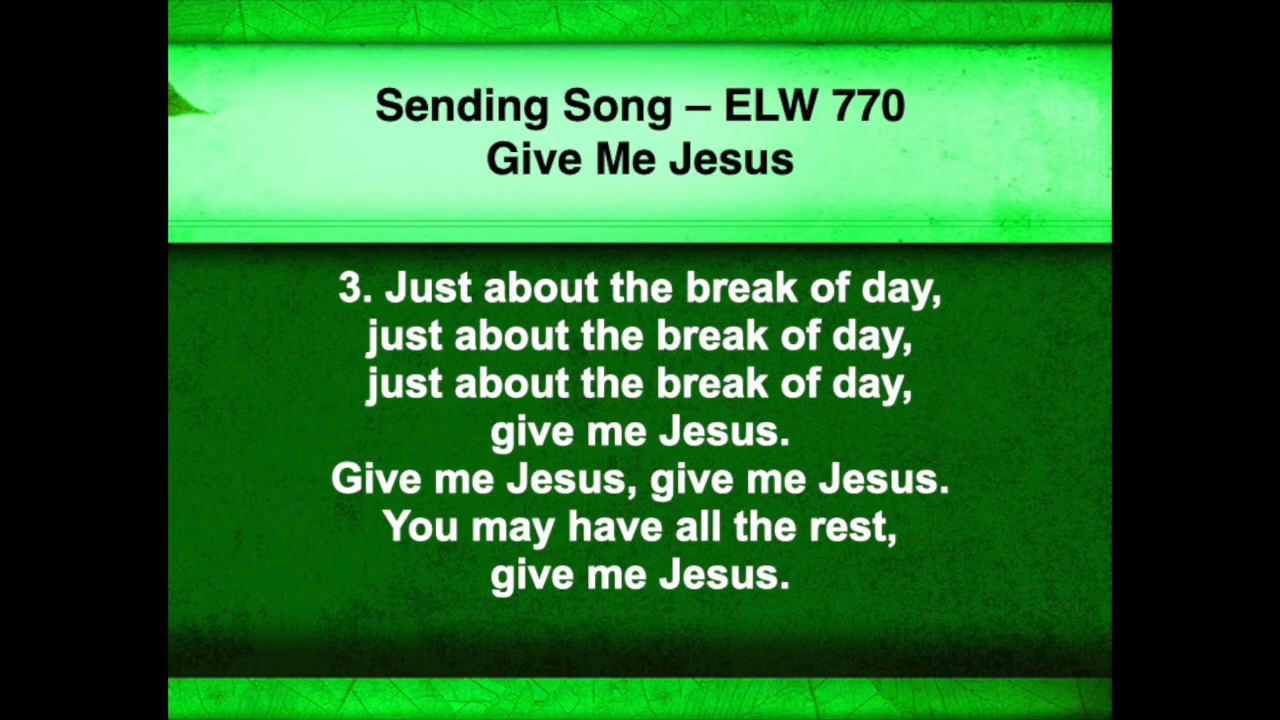 Sending Song – ELW 770
Give Me Jesus
3. Just about the break of day,
just about the break of day,
just about the break of day,
give me Jesus.
Give me Jesus, give me Jesus.
You may have all the rest,
give me Jesus.